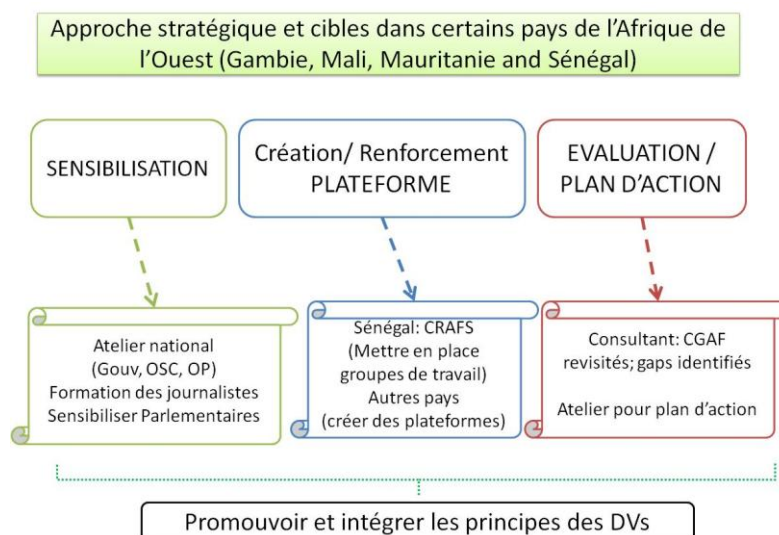 Approche stratégique et cibles dans certains pays de l’Afrique de
l’Ouest (Gambie, Mali, Mauritanie and Sénégal)
SENSIBILISATION
Création/ Renforcement
PLATEFORME
EVALUATION /
PLAN D’ACTION
Atelier national
(Gouv, OSC, OP)
Formation des journalistes
Sensibiliser Parlementaires
Sénégal: CRAFS
(Mettre en place
groupes de travail)
Autres pays
(créer des plateformes)
Consultant: CGAF
revisités; gaps identifiés
Atelier pour plan d’action
Promouvoir et intégrer les principes des DVs